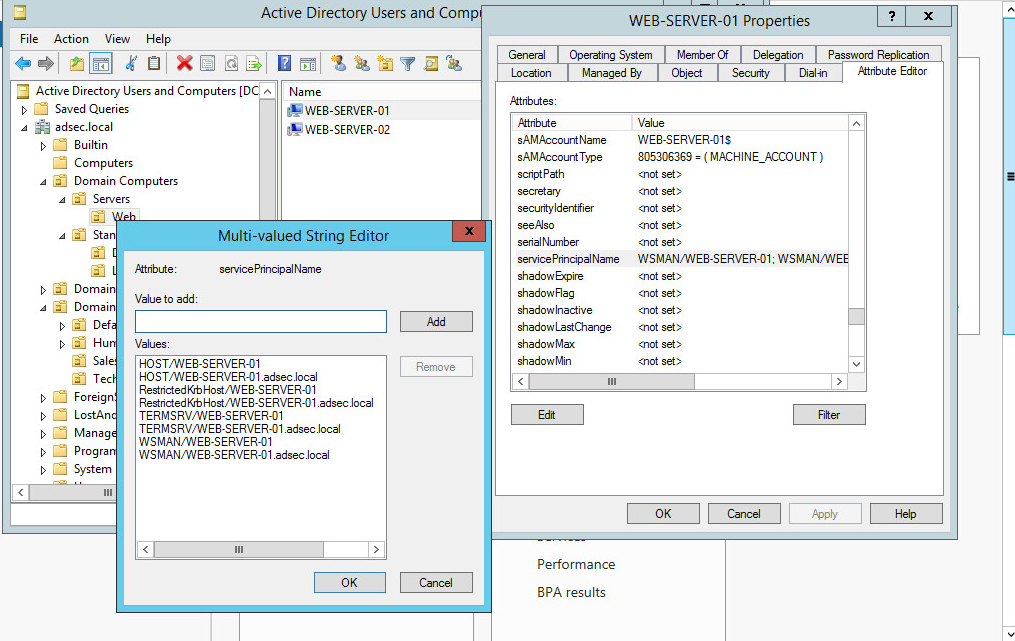 Active Directory Users and Compu
File Action View Help
Active Directory Users and Computers [DC
Saved Queries
adsec.local
Builtin
Computers
Domain Computers
Servers
Web
Stan
Domain
Domain
Defa
Hum
Sales
Tech
ForeignS
LostAnd
Manage
Program
System
Name
WEB-SERVER-01
WEB-SERVER-02
WEB-SERVER-01 Properties
? x
General Operating System Member Of Delegation Password Replication
Location Managed By Object Security Dial-in Attribute Editor
Attributes:
Attribute Value
sAMAccountName WEB-SERVER-01$
sAMAccountType 805306369 = ( MACHINE_ACCOUNT )
scriptPath <not set>
secretary <not set>
securityIdentifier <not set>
seeAlso <not set>
serialNumber <not set>
servicePrincipalName WSMAN/WEB-SERVER-01; WSMAN/WEB
shadowExpire <not set>
shadowFlag <not set>
shadowInactive <not set>
shadowLastChange <not set>
shadowMax <not set>
shadowMin <not set>
Edit Filter
OK Cancel Apply Help
Multi-valued String Editor
x
Attribute: servicePrincipalName
Value to add:
Add
Values:
Remove
HOST/WEB-SERVER-01
HOST/WEB-SERVER-01.adsec.local
RestrictedKrbHost/WEB-SERVER-01
RestrictedKrbHost/WEB-SERVER-01.adsec.local
TERMSRV/WEB-SERVER-01
TERMSRV/WEB-SERVER-01.adsec.local
WSMAN/WEB-SERVER-01
WSMAN/WEB-SERVER-01.adsec.local
OK Cancel
Performance
BPA results